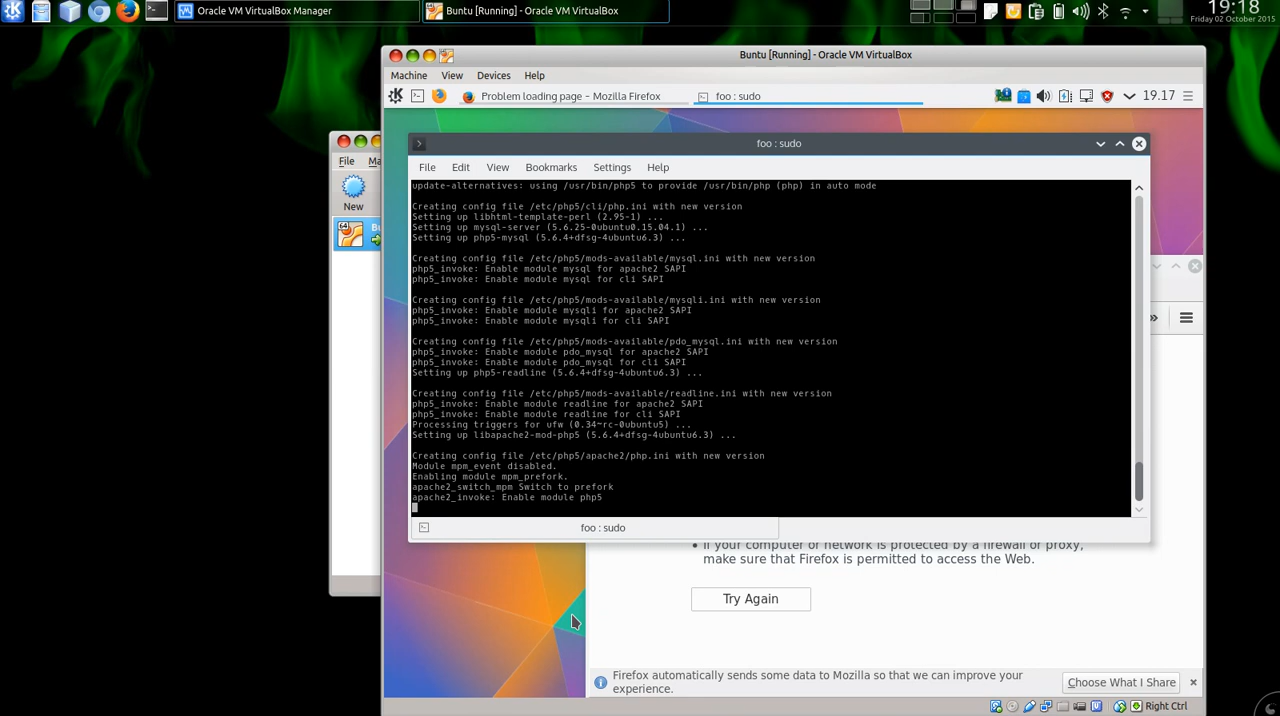 Oracle VM VirtualBox Manager
Buntu [Running] - Oracle VM VirtualBox
19:18
Friday 02 October 2015
Buntu [Running] - Oracle VM VirtualBox
Machine View Devices Help
Problem loading page – Mozilla Firefox
foo : sudo
19.17
foo : sudo
File
New
File Edit View Bookmarks Settings Help
update-alternatives: using /usr/bin/php5 to provide /usr/bin/php (php) in auto mode
Creating config file /etc/php5/cli/php.ini with new version
Setting up libhtml-template-perl (2.95-1) ...
Setting up mysql-server (5.6.25-0ubuntu0.15.04.1) ...
Setting up php5-mysql (5.6.4+dfsg-4ubuntu6.3) ...
Creating config file /etc/php5/mods-available/mysql.ini with new version
php5_invoke: Enable module mysql for apache2 SAPI
php5_invoke: Enable module mysql for cli SAPI
Creating config file /etc/php5/mods-available/mysqli.ini with new version
php5_invoke: Enable module mysqli for apache2 SAPI
php5_invoke: Enable module mysqli for cli SAPI
Creating config file /etc/php5/mods-available/pdo_mysql.ini with new version
php5_invoke: Enable module pdo_mysql for apache2 SAPI
php5_invoke: Enable module pdo_mysql for cli SAPI
Setting up php5-readline (5.6.4+dfsg-4ubuntu6.3) ...
Creating config file /etc/php5/mods-available/readline.ini with new version
php5_invoke: Enable module readline for apache2 SAPI
php5_invoke: Enable module readline for cli SAPI
Processing triggers for ufw (0.34~rc-0ubuntu5) ...
Setting up libapache2-mod-php5 (5.6.4+dfsg-4ubuntu6.3) ...
Creating config file /etc/php5/apache2/php.ini with new version
Module mpm_event disabled.
Enabling module mpm_prefork.
apache2_switch_mpm Switch to prefork
apache2_invoke: Enable module php5
foo : sudo
• If your computer or network is protected by a firewall or proxy,
make sure that Firefox is permitted to access the Web.
Try Again
Firefox automatically sends some data to Mozilla so that we can improve your
experience.
Choose What I Share
Right Ctrl